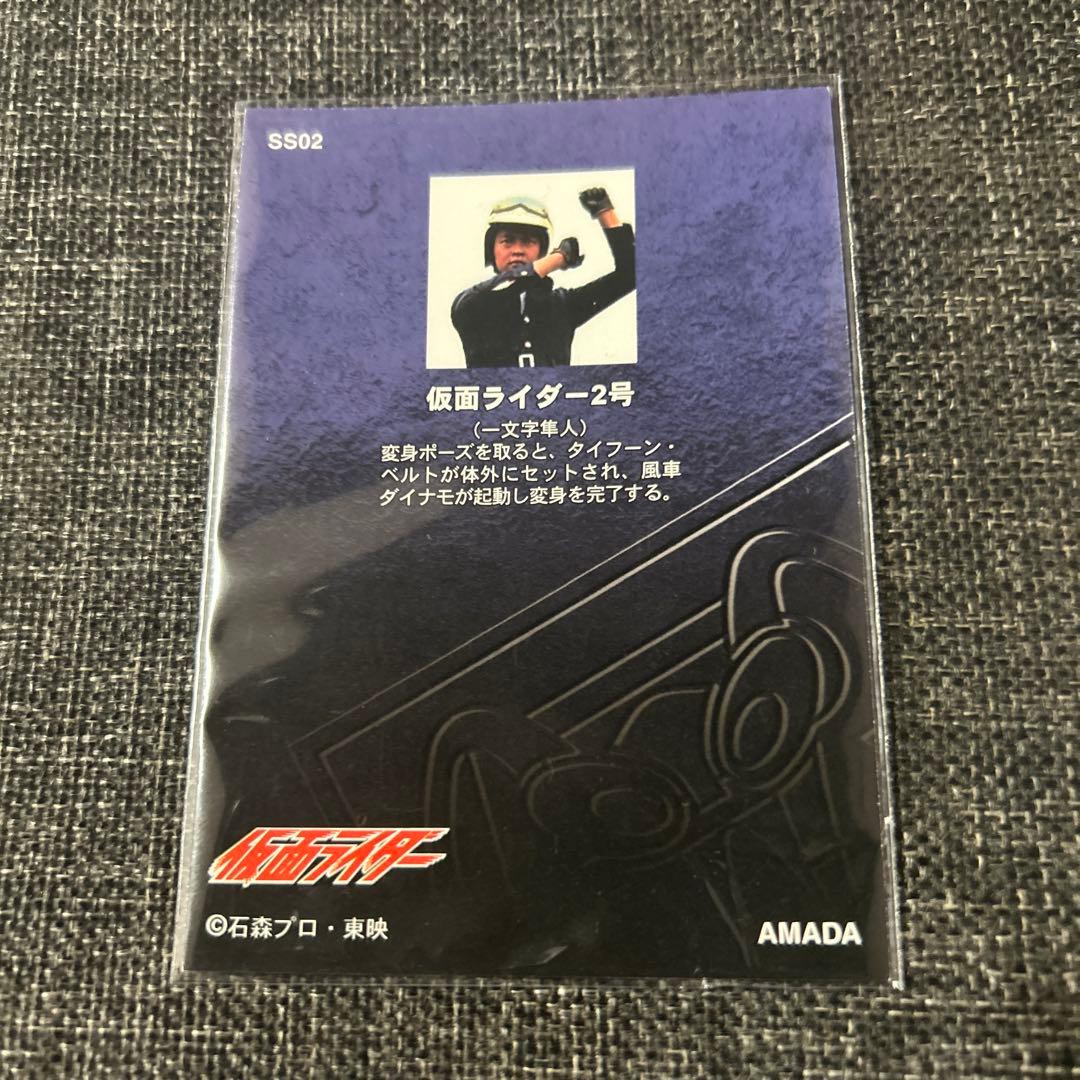 SS02
仮面ライダー2号
（一文字隼人）
変身ポーズを取ると、タイフーン・
ベルトが体外にセットされ、風車
ダイナモが起動し変身を完了する。
仮面ライダー
©石森プロ・東映
AMADA